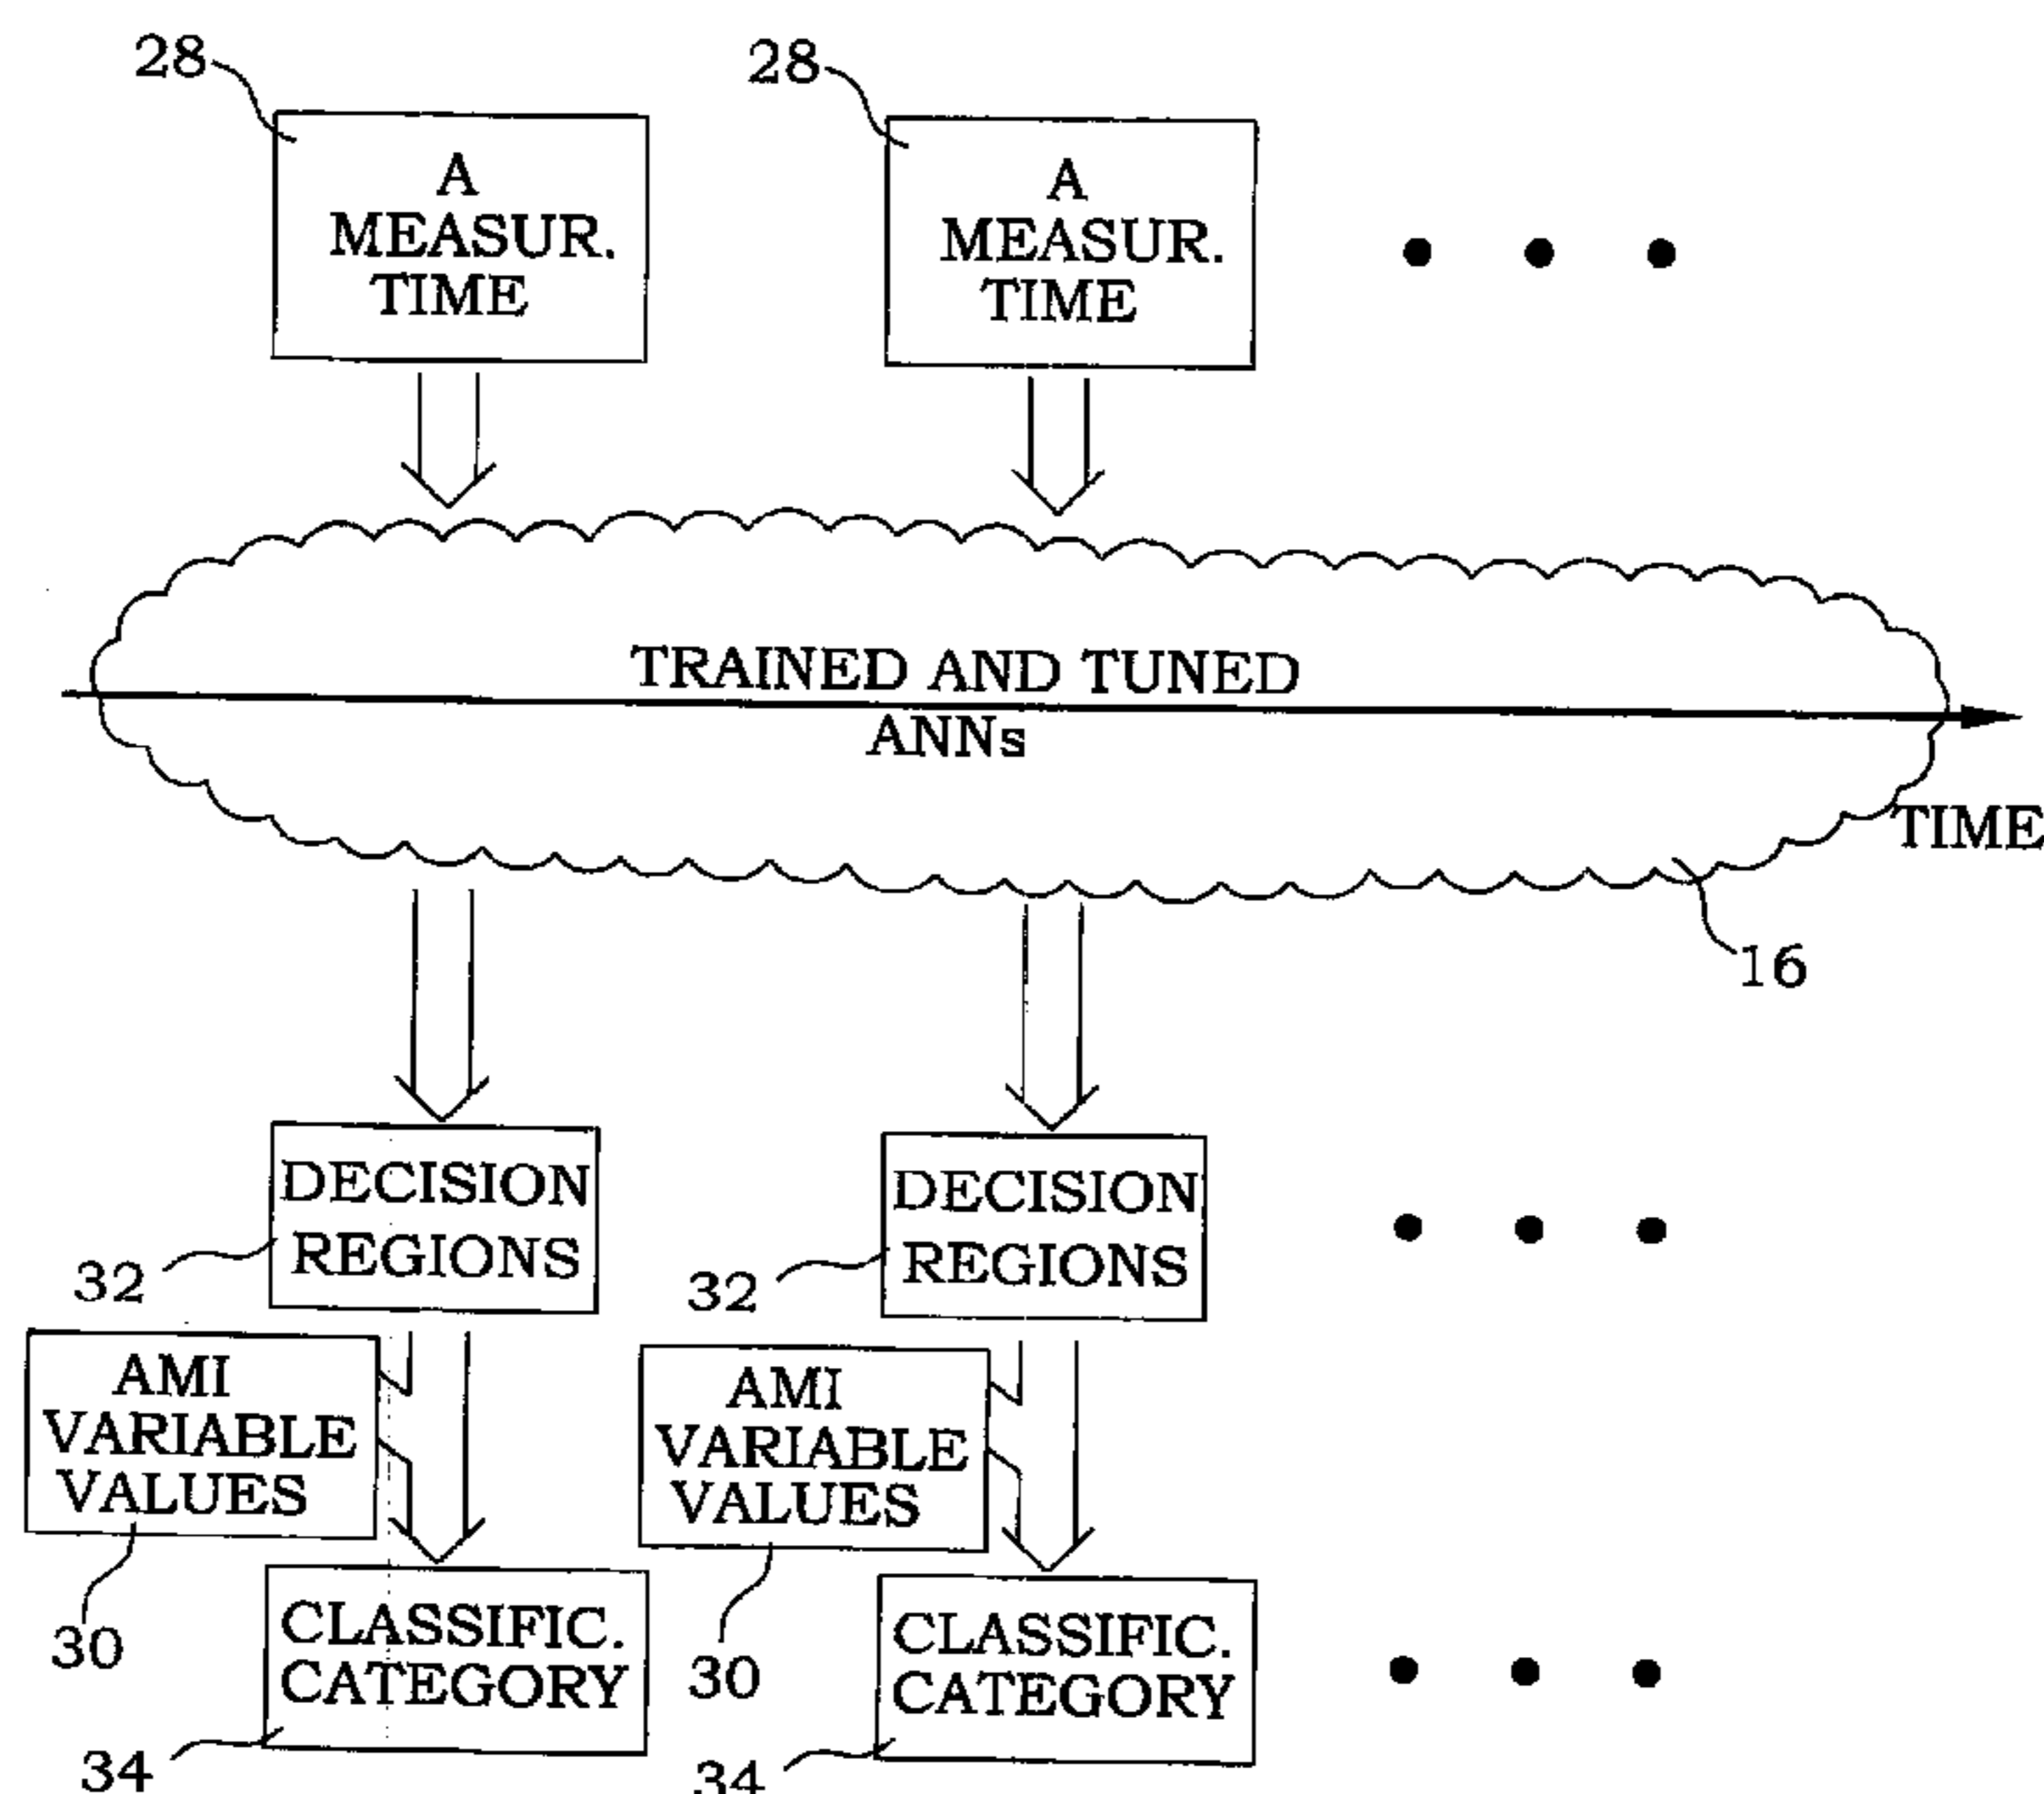 28
28
A
MEASUR.
TIME
A
MEASUR.
TIME
TRAINED AND TUNED
ANNs
TIME
16
DECISION
REGIONS
32
DECISION
REGIONS
32
AMI
VARIABLE
VALUES
30
AMI
VARIABLE
VALUES
30
CLASSIFIC.
CATEGORY
34
CLASSIFIC.
CATEGORY
34